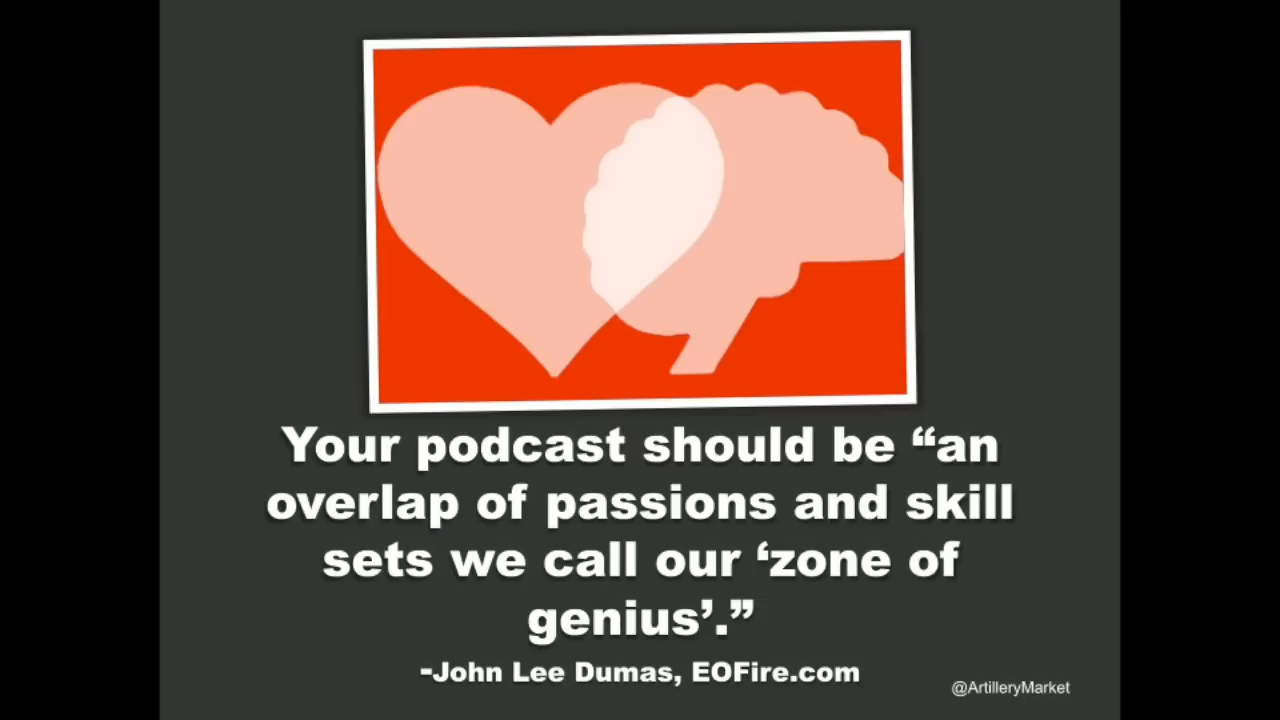 Your podcast should be “an
overlap of passions and skill
sets we call our ‘zone of
genius’.”
-John Lee Dumas, EOFire.com
@ArtilleryMarket